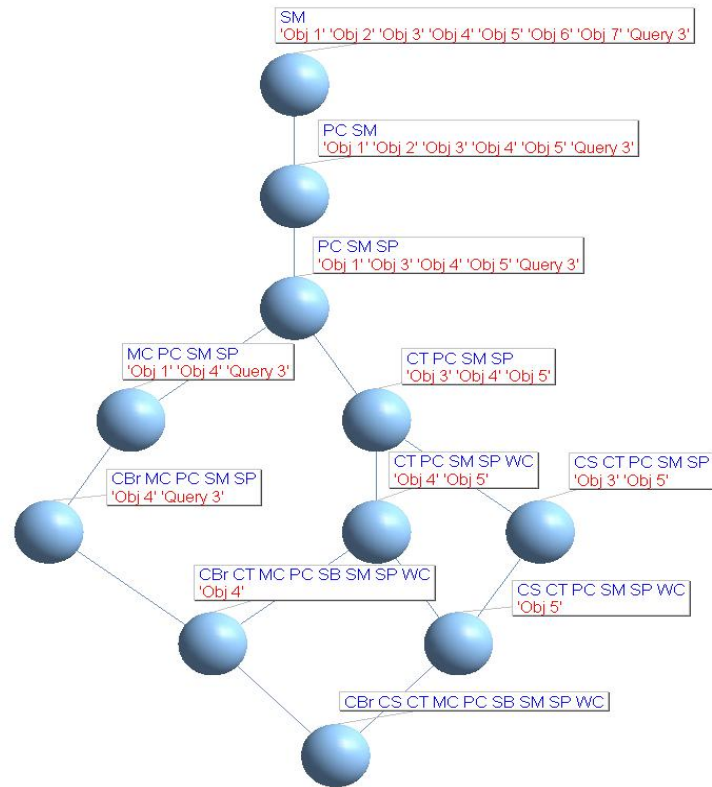 SM
'Obj 1' 'Obj 2' 'Obj 3' 'Obj 4' 'Obj 5' 'Obj 6' 'Obj 7' 'Query 3'
PC SM
'Obj 1' 'Obj 2' 'Obj 3' 'Obj 4' 'Obj 5' 'Query 3'
PC SM SP
'Obj 1' 'Obj 3' 'Obj 4' 'Obj 5' 'Query 3'
MC PC SM SP
'Obj 1' 'Obj 4' 'Query 3'
CT PC SM SP
'Obj 3' 'Obj 4' 'Obj 5'
CBr MC PC SM SP
'Obj 4' 'Query 3'
CT PC SM SP WC
'Obj 4' 'Obj 5'
CS CT PC SM SP
'Obj 3' 'Obj 5'
CBr CT MC PC SB SM SP WC
'Obj 4'
CS CT PC SM SP WC
'Obj 5'
CBr CS CT MC PC SB SM SP WC